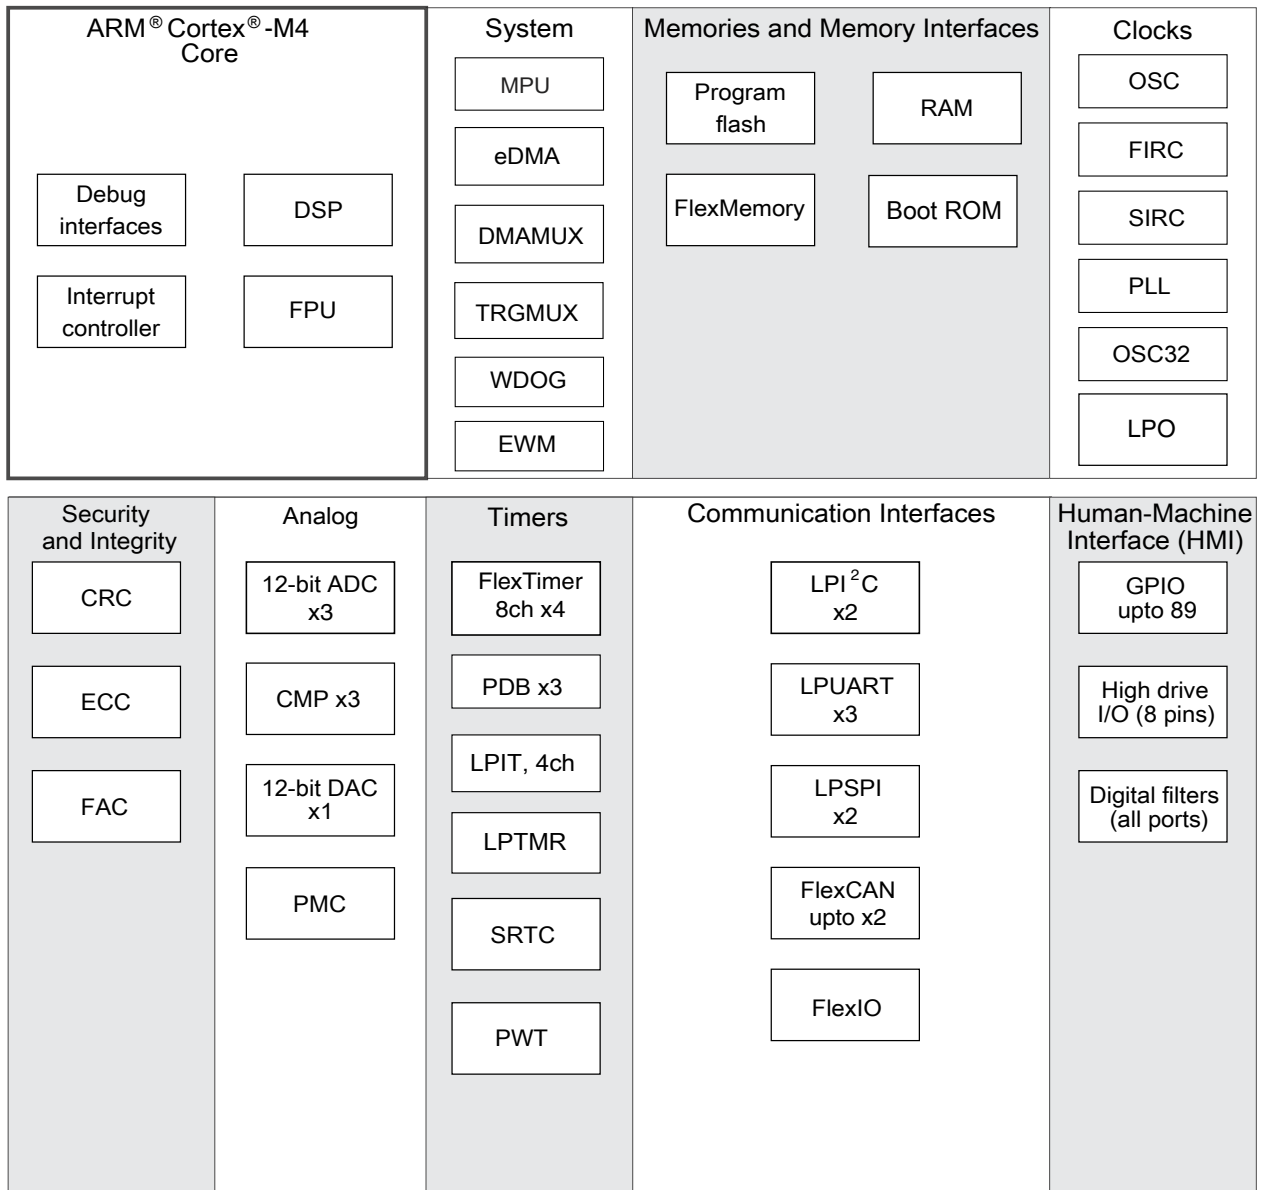 ARM® Cortex®-M4
Core
Debug
interfaces
DSP
Interrupt
controller
FPU
System
MPU
eDMA
DMAMUX
TRGMUX
WDOG
EWM
Memories and Memory Interfaces
Program
flash
RAM
FlexMemory
Boot ROM
Clocks
OSC
FIRC
SIRC
PLL
OSC32
LPO
Security
and Integrity
CRC
ECC
FAC
Analog
12-bit ADC
x3
CMP x3
12-bit DAC
x1
PMC
Timers
FlexTimer
8ch x4
PDB x3
LPIT, 4ch
LPTMR
SRTC
PWT
Communication Interfaces
LPI²C
x2
LPUART
x3
LPSPI
x2
FlexCAN
upto x2
FlexIO
Human-Machine
Interface (HMI)
GPIO
upto 89
High drive
I/O (8 pins)
Digital filters
(all ports)